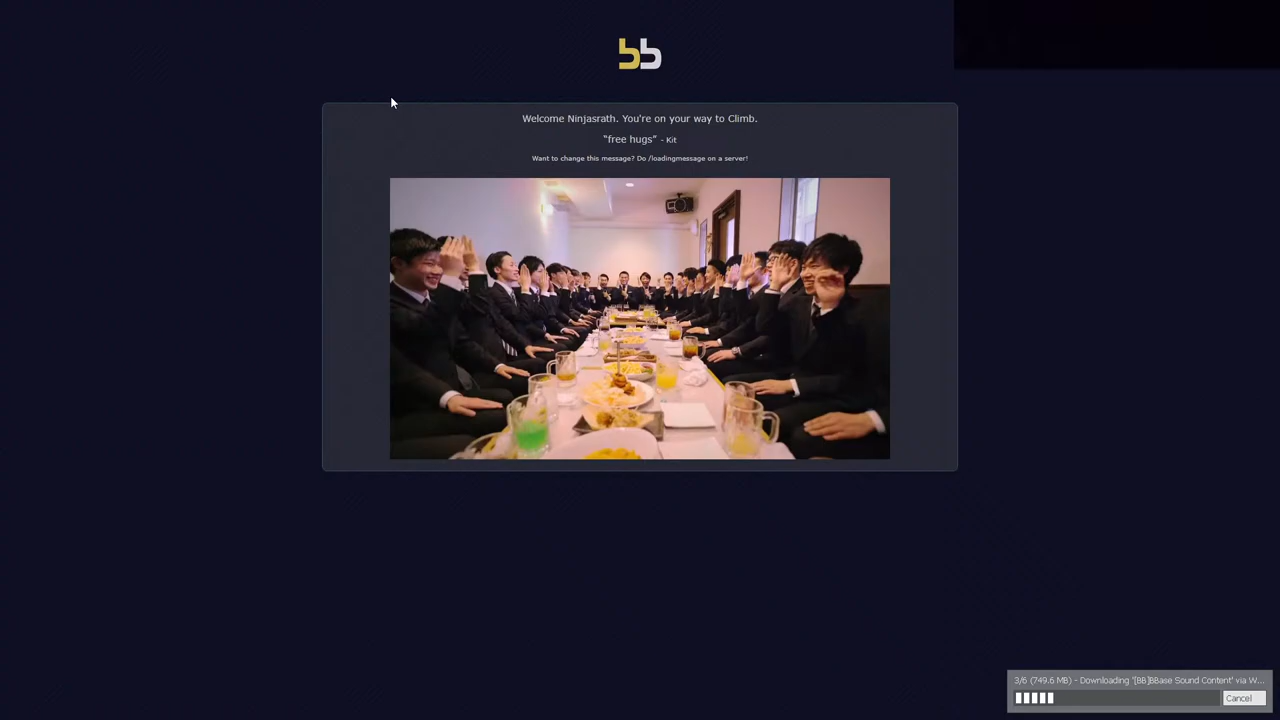 bb
Welcome Ninjasrath. You're on your way to Climb.
“free hugs” - Kit
Want to change this message? Do /loadingmessage on a server!
3/6 (749.6 MB) - Downloading '[BB]BBase Sound Content' via W...
Cancel